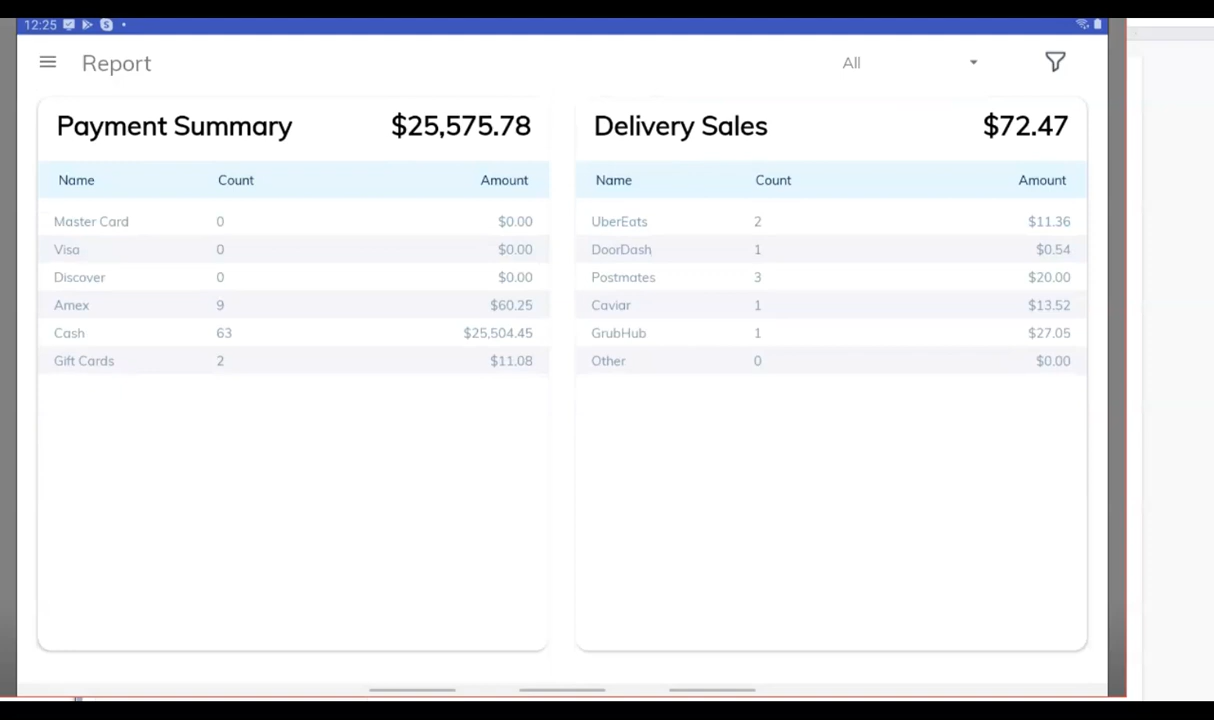 12:25
Report All
Payment Summary $25,575.78
Name Count Amount
Master Card 0 $0.00
Visa 0 $0.00
Discover 0 $0.00
Amex 9 $60.25
Cash 63 $25,504.45
Gift Cards 2 $11.08
Delivery Sales $72.47
Name Count Amount
UberEats 2 $11.36
DoorDash 1 $0.54
Postmates 3 $20.00
Caviar 1 $13.52
GrubHub 1 $27.05
Other 0 $0.00